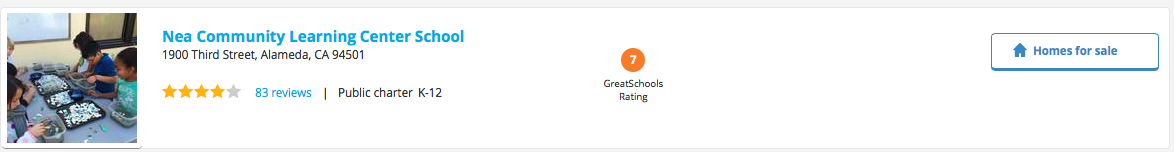 Nea Community Learning Center School
1900 Third Street, Alameda, CA 94501
83 reviews | Public charter K-12
7
GreatSchools
Rating
Homes for sale